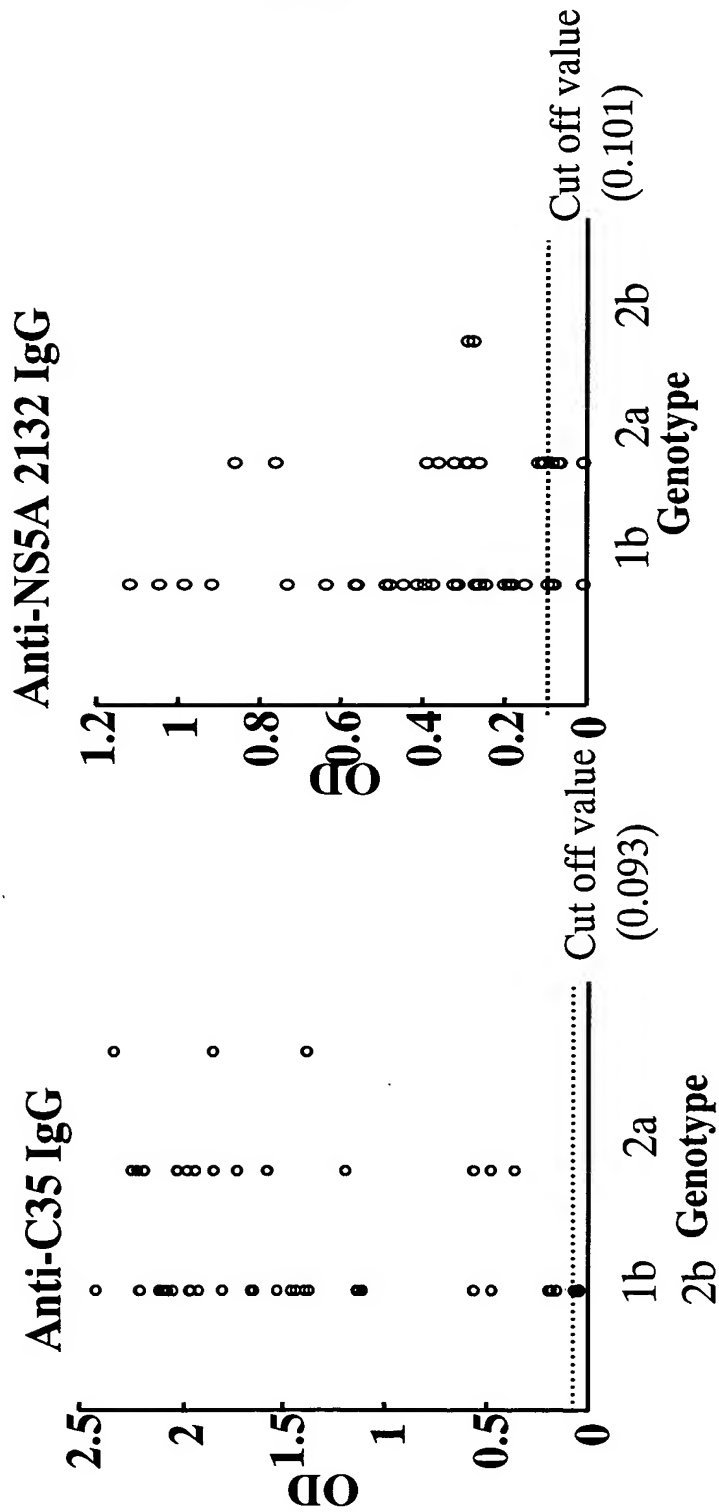 Anti-C35 IgG
OD
2.5
2
1.5
1
0.5
0
Cut off value
(0.093)
1b 2a
2b Genotype
Anti-NS5A 2132 IgG
OD
1.2
1
0.8
0.6
0.4
0.2
0
Cut off value
(0.101)
1b 2a 2b
Genotype